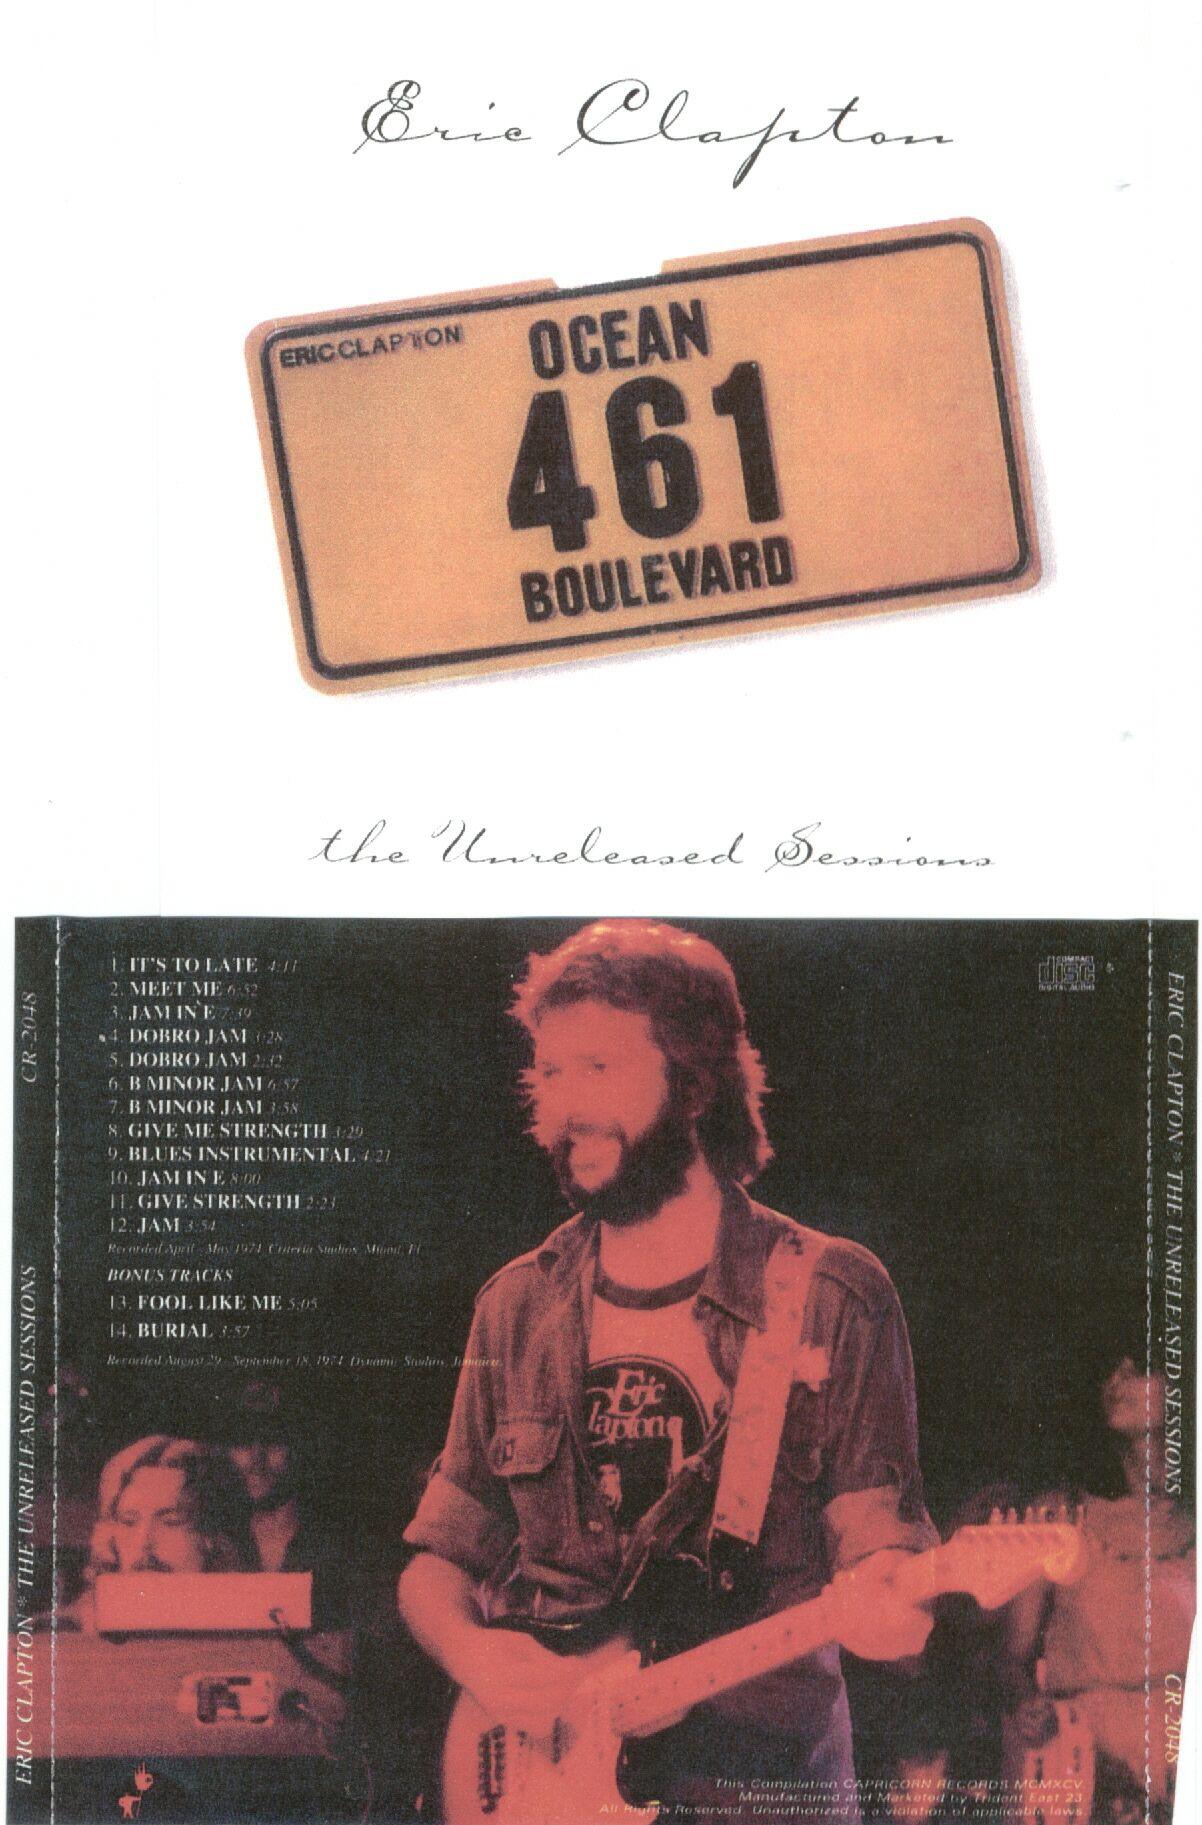 Eric Clapton
ERIC CLAPTON
OCEAN
461
BOULEVARD
the Unreleased Sessions
1. IT'S TO LATE 4:11
2. MEET ME 6:52
3. JAM IN E 7:39
4. DOBRO JAM 3:28
5. DOBRO JAM 2:32
6. B MINOR JAM 6:57
7. B MINOR JAM 3:58
8. GIVE ME STRENGTH 3:29
9. BLUES INSTRUMENTAL 4:21
10. JAM IN E 8:00
11. GIVE STRENGTH 2:23
12. JAM 3:54
Recorded April - May 1974, Criteria Studios, Miami, Fl
BONUS TRACKS
13. FOOL LIKE ME 5:05
14. BURIAL 3:57
Recorded August 29 - September 18, 1974 Dynamic Studios, Jamaica
COMPACT
disc
DIGITAL AUDIO
Eric
lapton
ERIC CLAPTON * THE UNRELEASED SESSIONS
CR-2048
ERIC CLAPTON * THE UNRELEASED SESSIONS
CR-2048
This Compilation CAPRICORN RECORDS MCMXCV
Manufactured and Marketed by Trident East 23
All Rights Reserved. Unauthorized is a violation of applicable laws